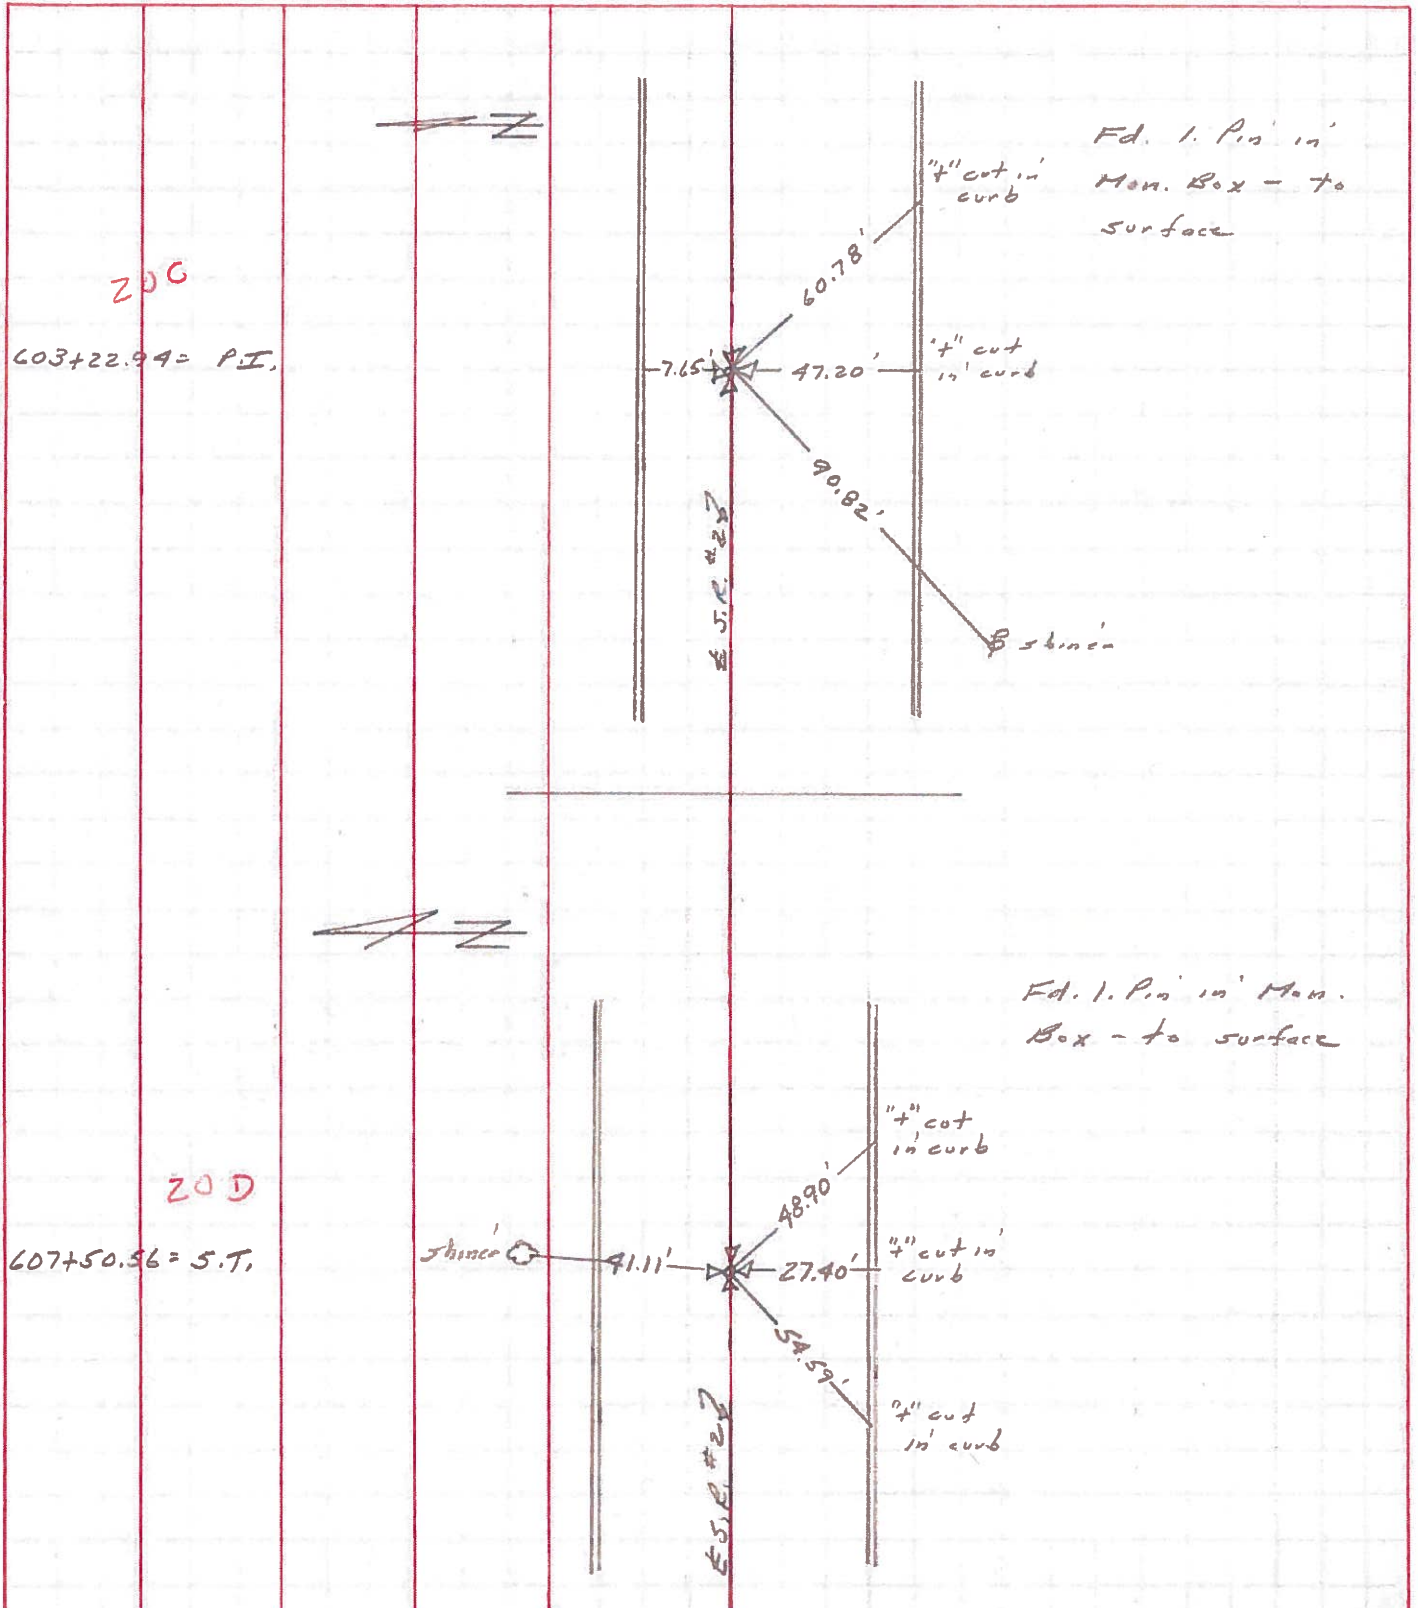 N
Fd. I. Pin in
Mon. Box - to
surface
"+" cut in
curb
60.78'
20C
603+22.94 = P.I.
7.65'
47.20'
"+" cut
in curb
90.82'
℄ S.R. #27
shiner
N
Fd. I. Pin in Mon.
Box - to surface
"+" cut
in curb
48.90'
20D
607+50.56 = S.T.
shiner
41.11'
27.40'
"+" cut in
curb
54.59'
"+" cut
in curb
℄ S.R. #27